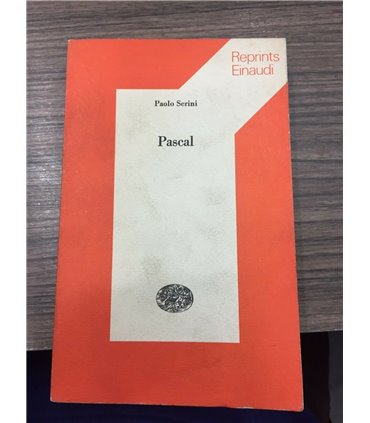 Reprints
Einaudi
Paolo Serini
Pascal